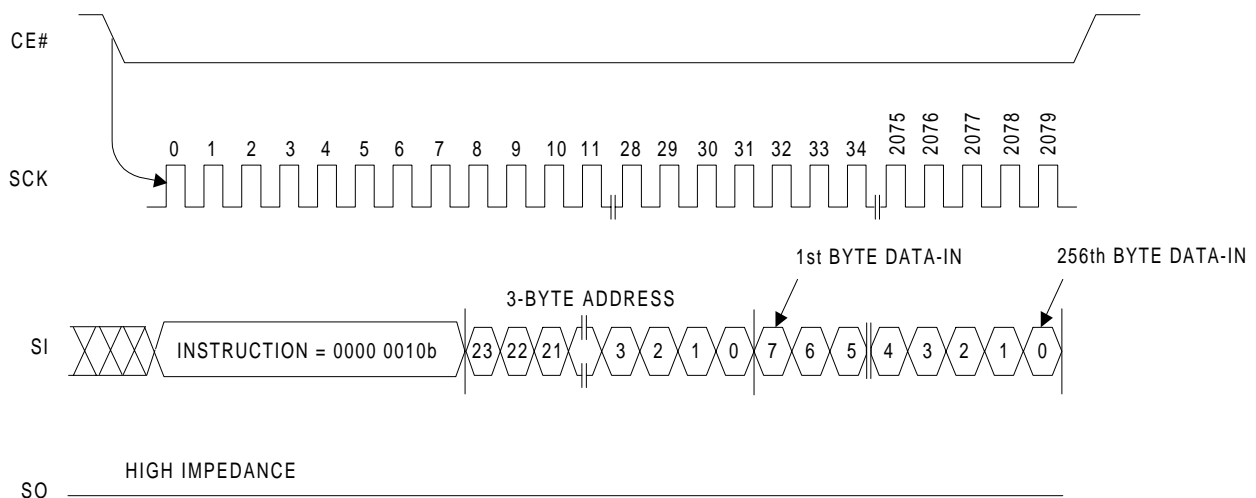 CE#
0 1 2 3 4 5 6 7 8 9 10 11 28 29 30 31 32 33 34 2075 2076 2077 2078 2079
SCK
1st BYTE DATA-IN 256th BYTE DATA-IN
3-BYTE ADDRESS
SI INSTRUCTION = 0000 0010b 23 22 21 3 2 1 0 7 6 5 4 3 2 1 0
HIGH IMPEDANCE
SO